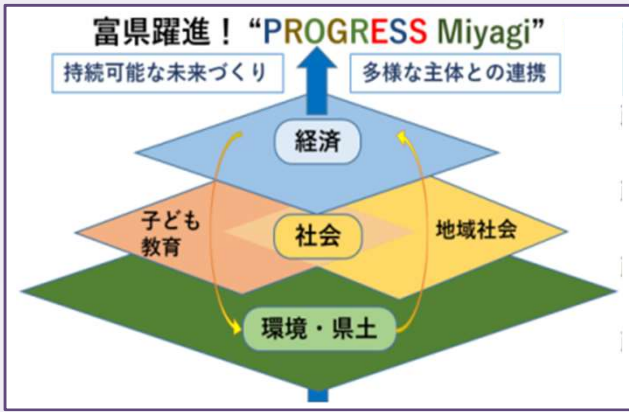 富県躍進！“PROGRESS Miyagi”
持続可能な未来づくり
多様な主体との連携
経済
子ども
教育
社会
地域社会
環境・県土